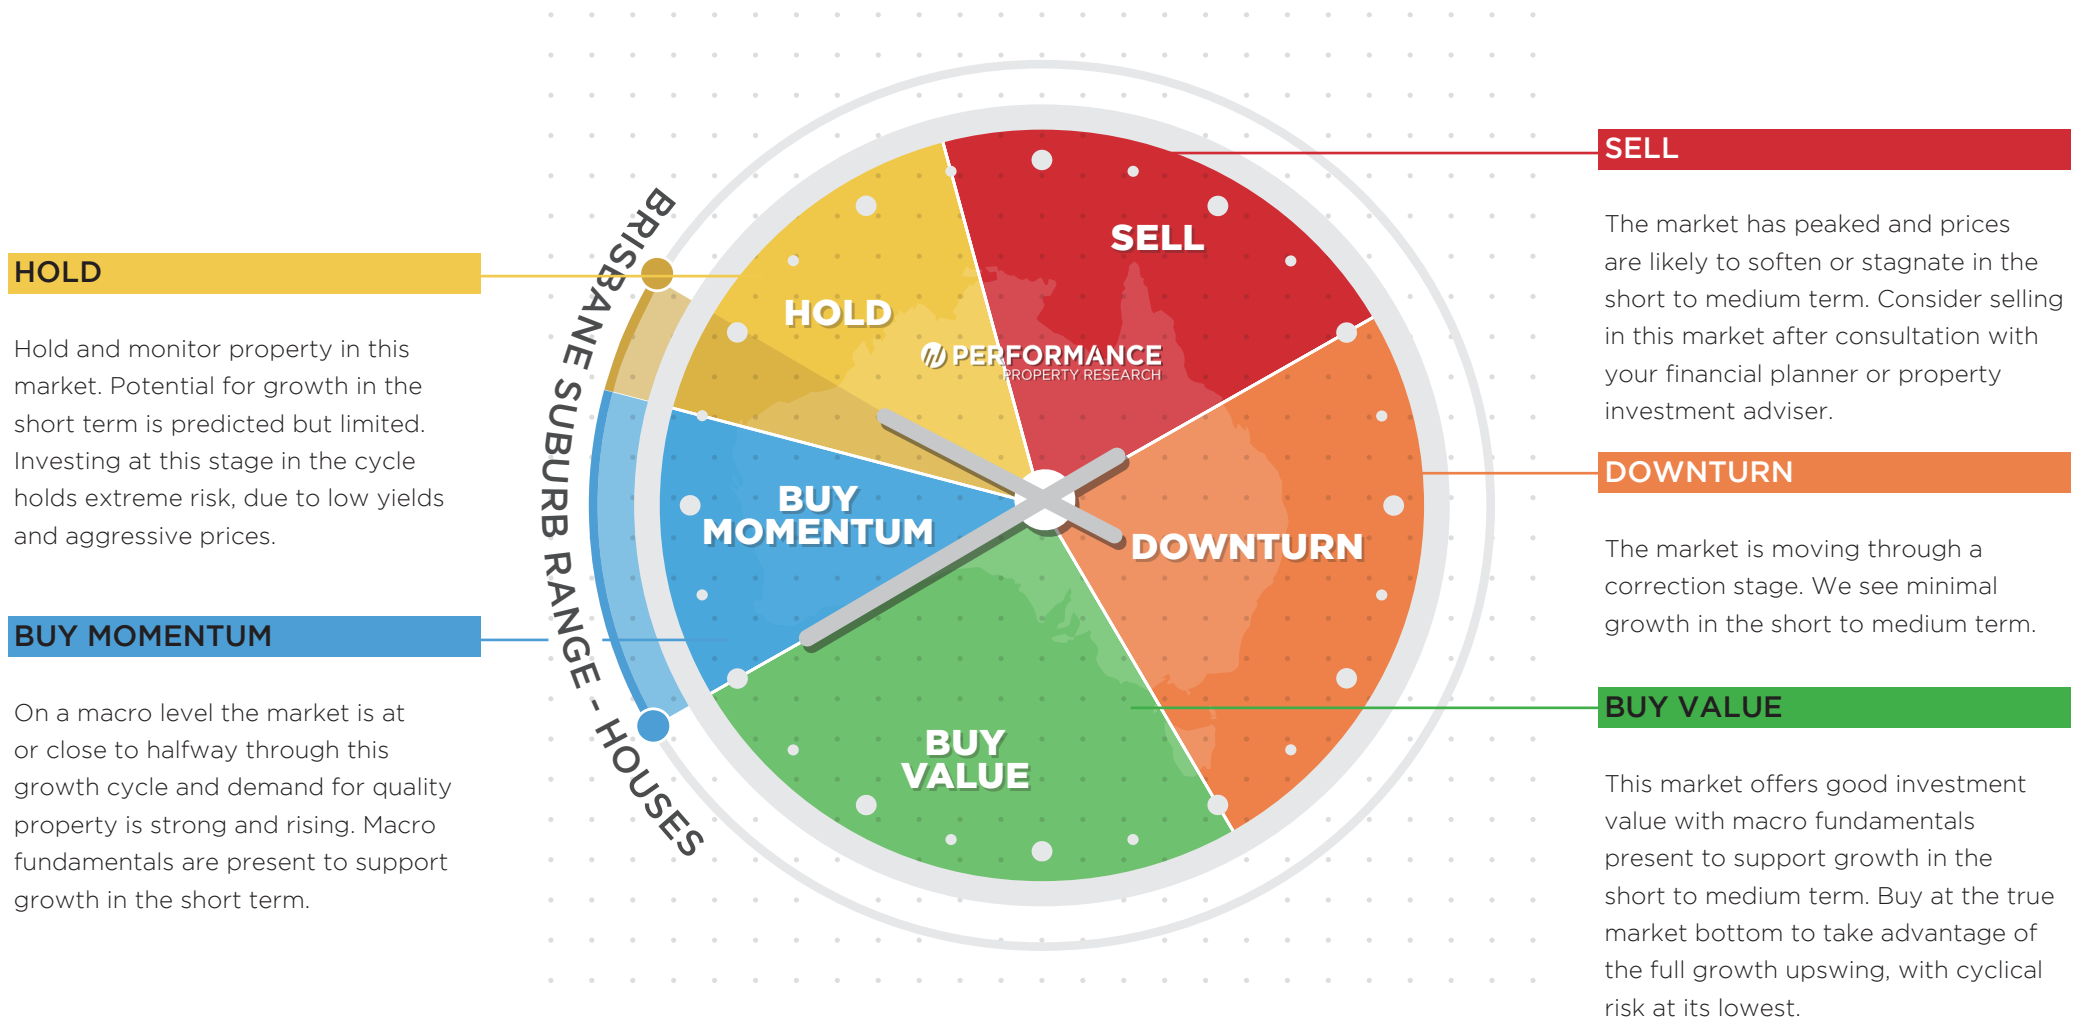 HOLD
Hold and monitor property in this
market. Potential for growth in the
short term is predicted but limited.
Investing at this stage in the cycle
holds extreme risk, due to low yields
and aggressive prices.
BUY MOMENTUM
On a macro level the market is at
or close to halfway through this
growth cycle and demand for quality
property is strong and rising. Macro
fundamentals are present to support
growth in the short term.
BRISBANE SUBURB RANGE - HOUSES
SELL
HOLD
PERFORMANCE
PROPERTY RESEARCH
BUY
MOMENTUM
DOWNTURN
BUY
VALUE
SELL
The market has peaked and prices
are likely to soften or stagnate in the
short to medium term. Consider selling
in this market after consultation with
your financial planner or property
investment adviser.
DOWNTURN
The market is moving through a
correction stage. We see minimal
growth in the short to medium term.
BUY VALUE
This market offers good investment
value with macro fundamentals
present to support growth in the
short to medium term. Buy at the true
market bottom to take advantage of
the full growth upswing, with cyclical
risk at its lowest.